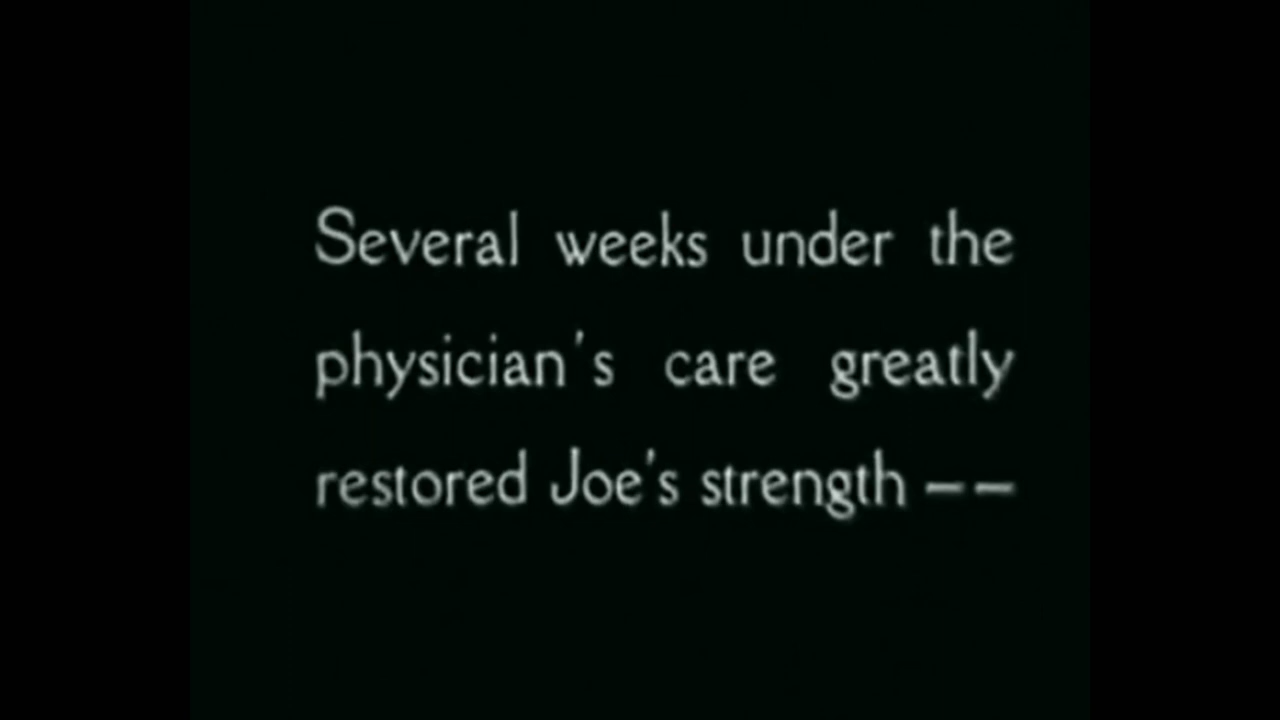 Several weeks under the
physician's care greatly
restored Joe's strength --